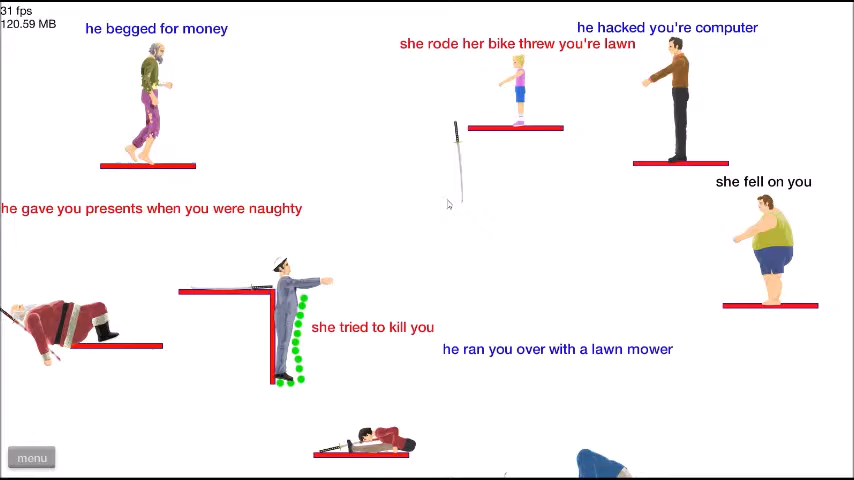 31 fps
120.59 MB
he begged for money
he hacked you're computer
she rode her bike threw you're lawn
she fell on you
he gave you presents when you were naughty
she tried to kill you
he ran you over with a lawn mower
menu